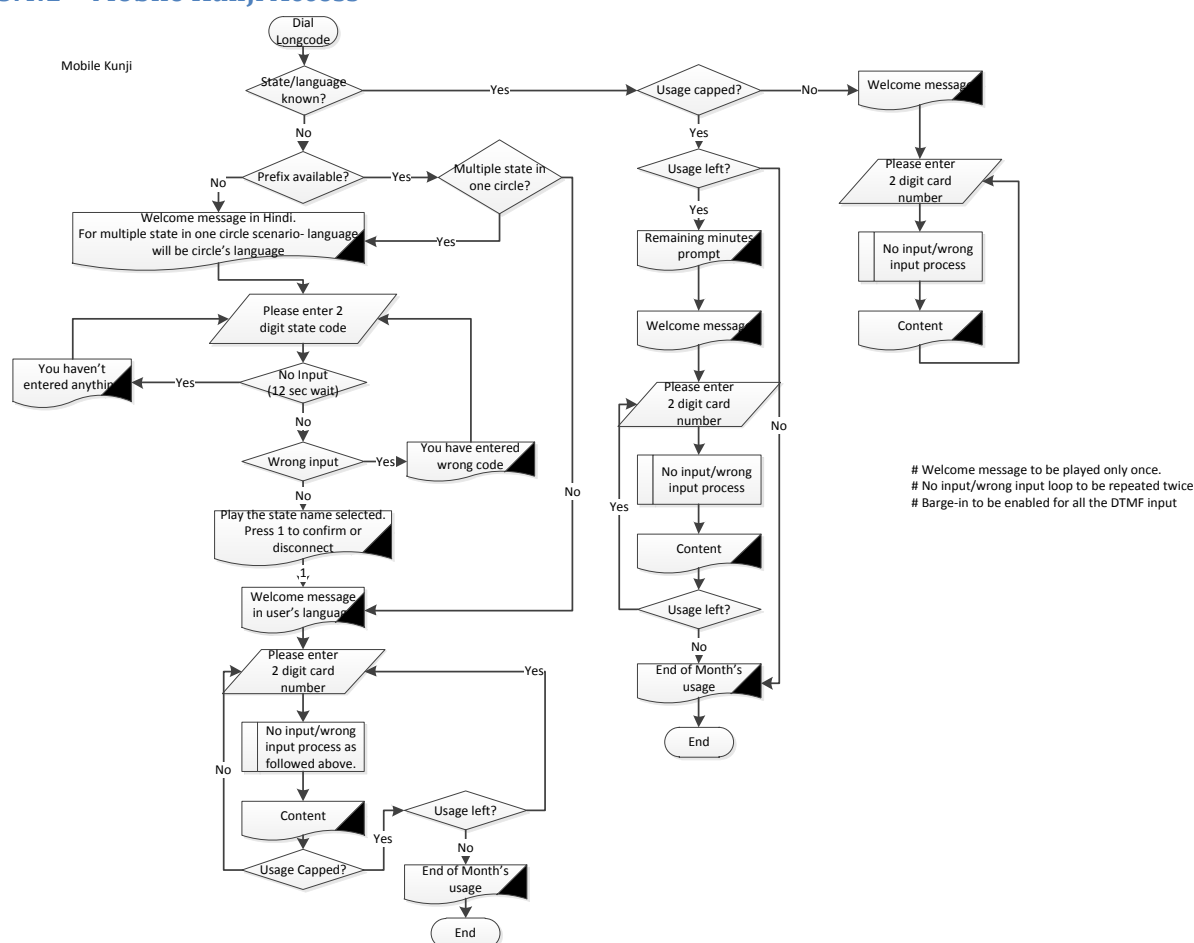 Dial
Longcode
Mobile Kunji
State/language
known?
Yes
Usage capped?
No
Welcome message
No
Yes
Prefix available?
Yes
Multiple state in
one circle?
Usage left?
Please enter
2 digit card
number
No
Yes
Welcome message in Hindi.
For multiple state in one circle scenario- language
will be circle's language
Yes
Remaining minutes
prompt
No input/wrong
input process
Please enter 2
digit state code
Welcome message
Content
You haven't
entered anything
Yes
No Input
(12 sec wait)
Please enter
2 digit card
number
No
No
Wrong input
Yes
You have entered
wrong code
No input/wrong
input process
# Welcome message to be played only once.
# No input/wrong input loop to be repeated twice
# Barge-in to be enabled for all the DTMF input
No
No
Yes
Play the state name selected.
Press 1 to confirm or
disconnect
Content
1
Welcome message
in user's language
Usage left?
No
Please enter
2 digit card
number
Yes
End of Month's
usage
No input/wrong
input process as
followed above.
End
No
Content
Yes
Usage left?
No
Usage Capped?
End of Month's
usage
End